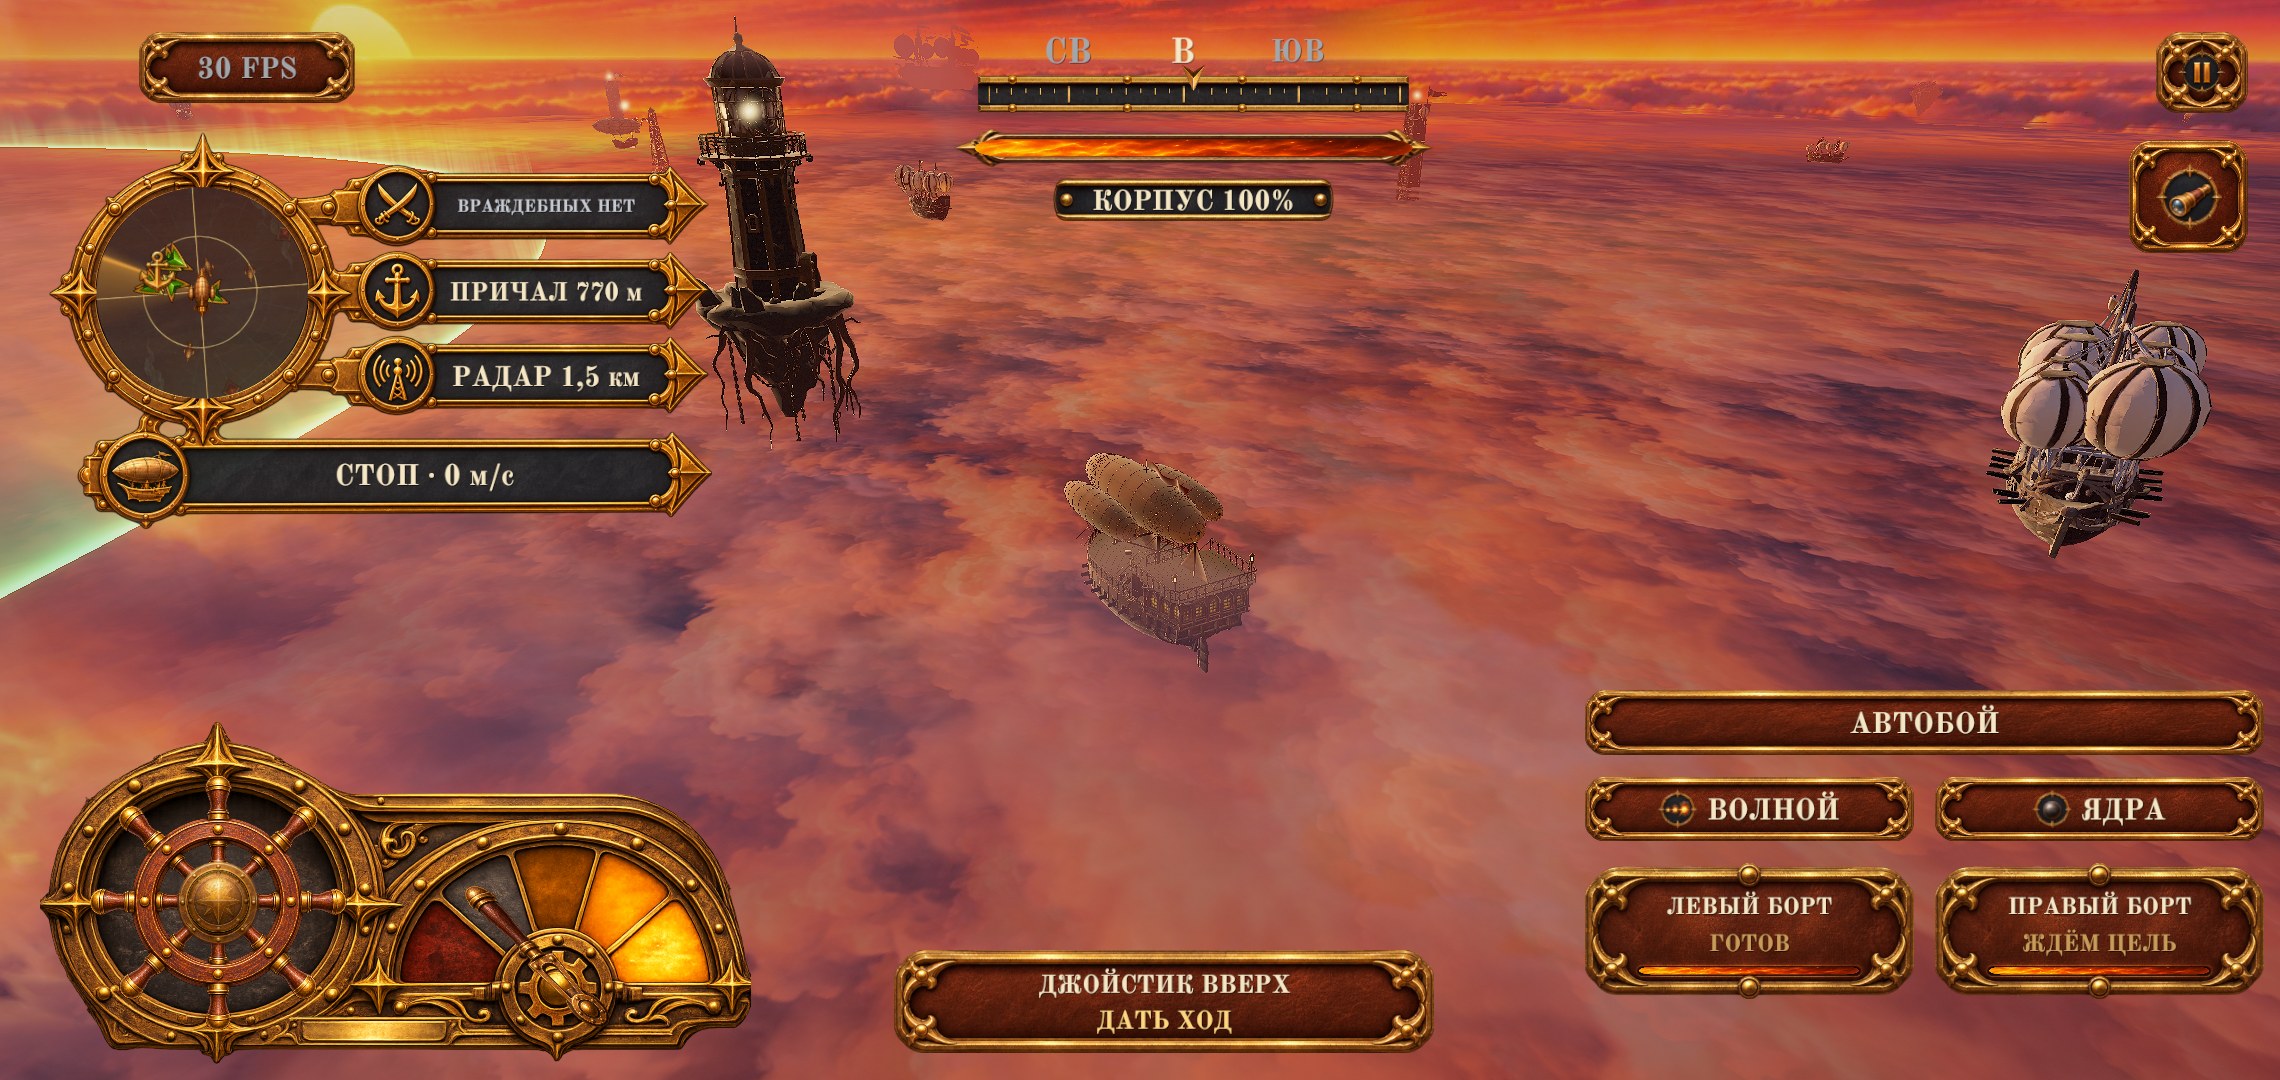 30 FPS
СВ В ЮВ
КОРПУС 100%
ВРАЖДЕБНЫХ НЕТ
ПРИЧАЛ 770 м
РАДАР 1,5 км
СТОП · 0 м/с
АВТОБОЙ
ВОЛНОЙ
ЯДРА
ЛЕВЫЙ БОРТ
ГОТОВ
ПРАВЫЙ БОРТ
ЖДЁМ ЦЕЛЬ
ДЖОЙСТИК ВВЕРХ
ДАТЬ ХОД